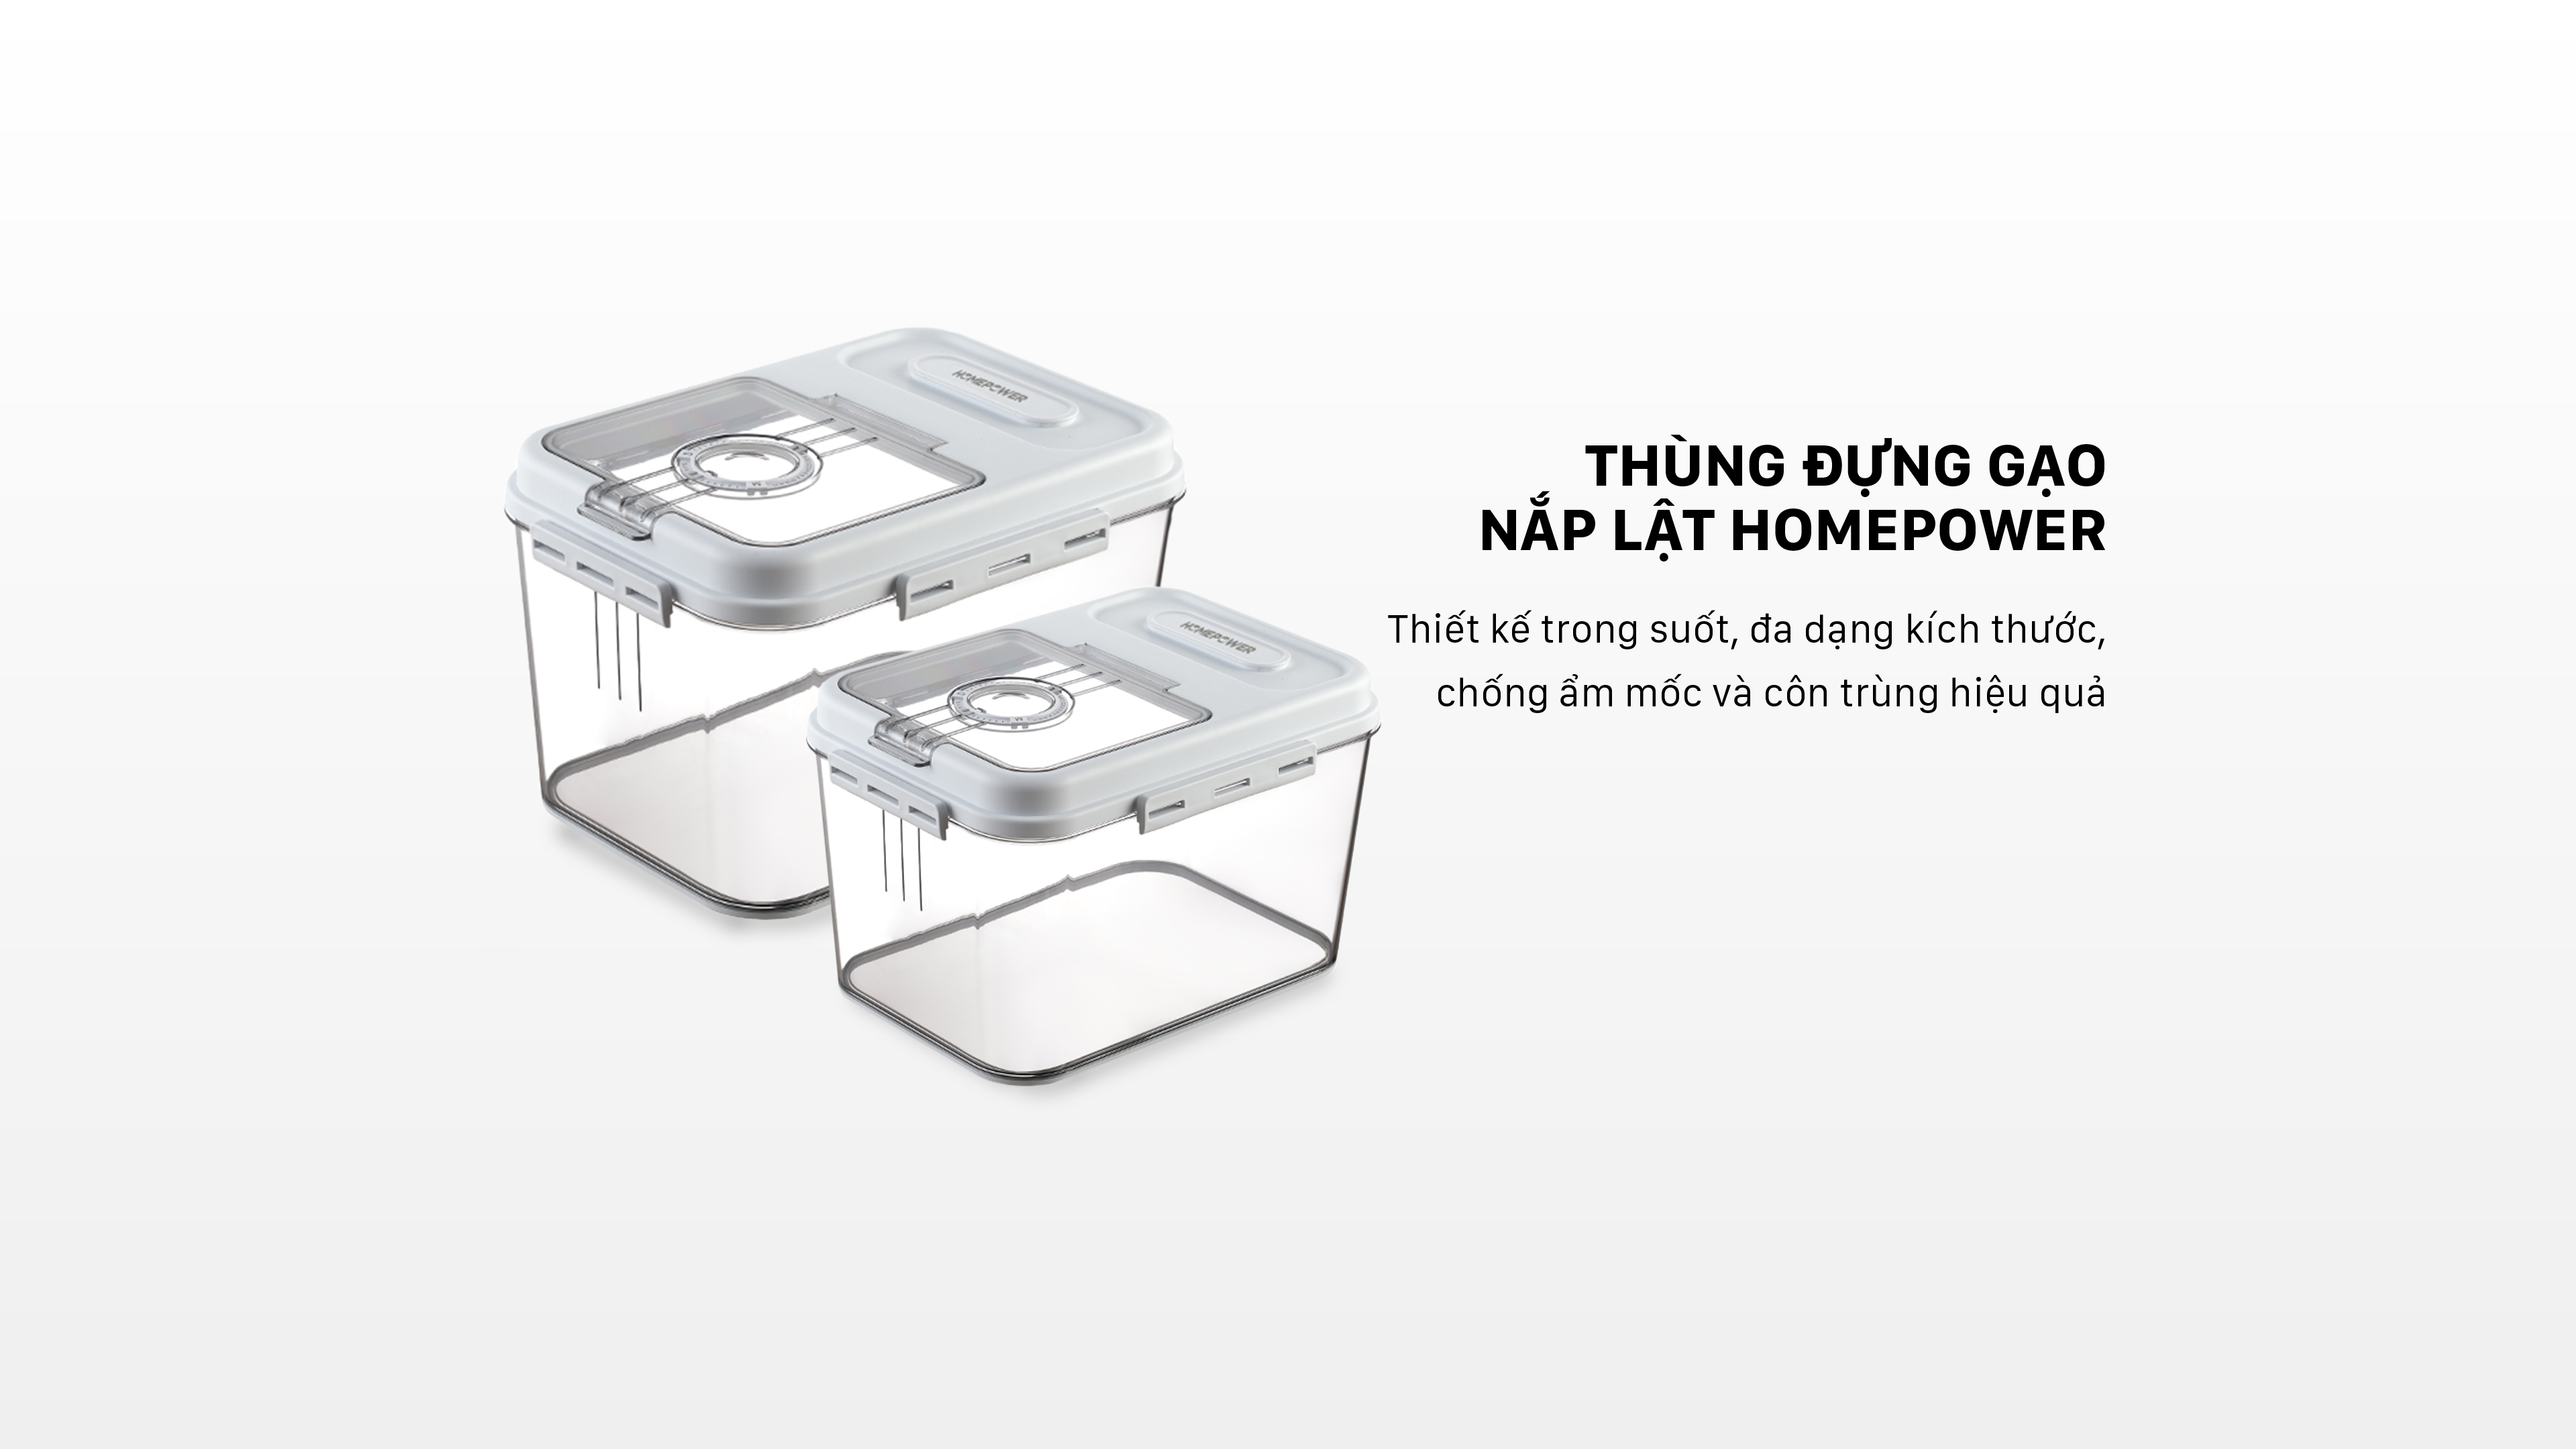 HOMEPOWER
HOMEPOWER
THÙNG ĐỰNG GẠO
NẮP LẬT HOMEPOWER
Thiết kế trong suốt, đa dạng kích thước,
chống ẩm mốc và côn trùng hiệu quả